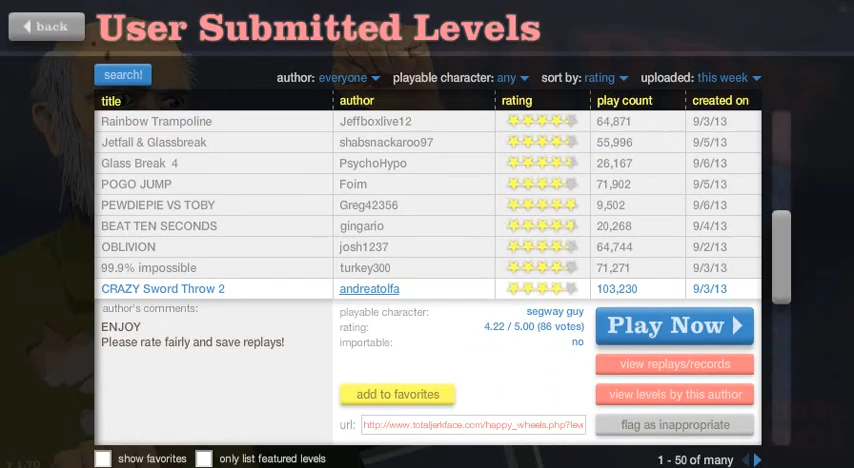 back User Submitted Levels
search! author: everyone playable character: any sort by: rating uploaded: this week
title author rating play count created on
Rainbow Trampoline Jeffboxlive12 64,871 9/3/13
Jetfall & Glassbreak shabsnackaroo97 55,996 9/5/13
Glass Break 4 PsychoHypo 26,167 9/6/13
POGO JUMP Foim 71,902 9/5/13
PEWDIEPIE VS TOBY Greg42356 9,502 9/6/13
BEAT TEN SECONDS gingario 20,268 9/4/13
OBLIVION josh1237 64,744 9/2/13
99.9% impossible turkey300 71,271 9/3/13
CRAZY Sword Throw 2 andreatolfa 103,230 9/3/13
author's comments:
ENJOY
Please rate fairly and save replays!
playable character: segway guy
rating: 4.22 / 5.00 (86 votes)
importable: no
add to favorites
url: http://www.totaljerkface.com/happy_wheels.php?lev
Play Now
view replays/records
view levels by this author
flag as inappropriate
show favorites only list featured levels 1 - 50 of many
v 1.70